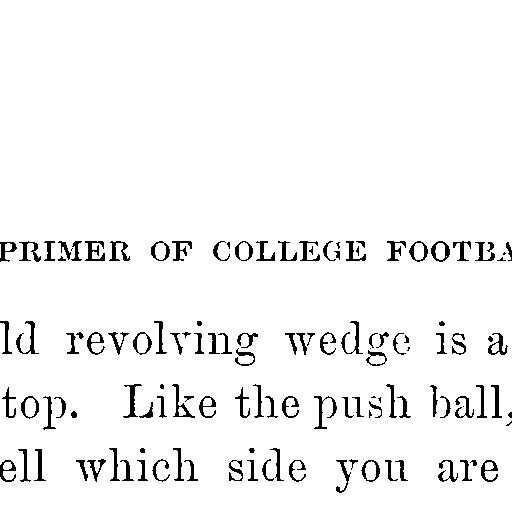 PRIMER OF COLLEGE FOOTBA
ld revolving wedge is a
top. Like the push ball,
ell which side you are